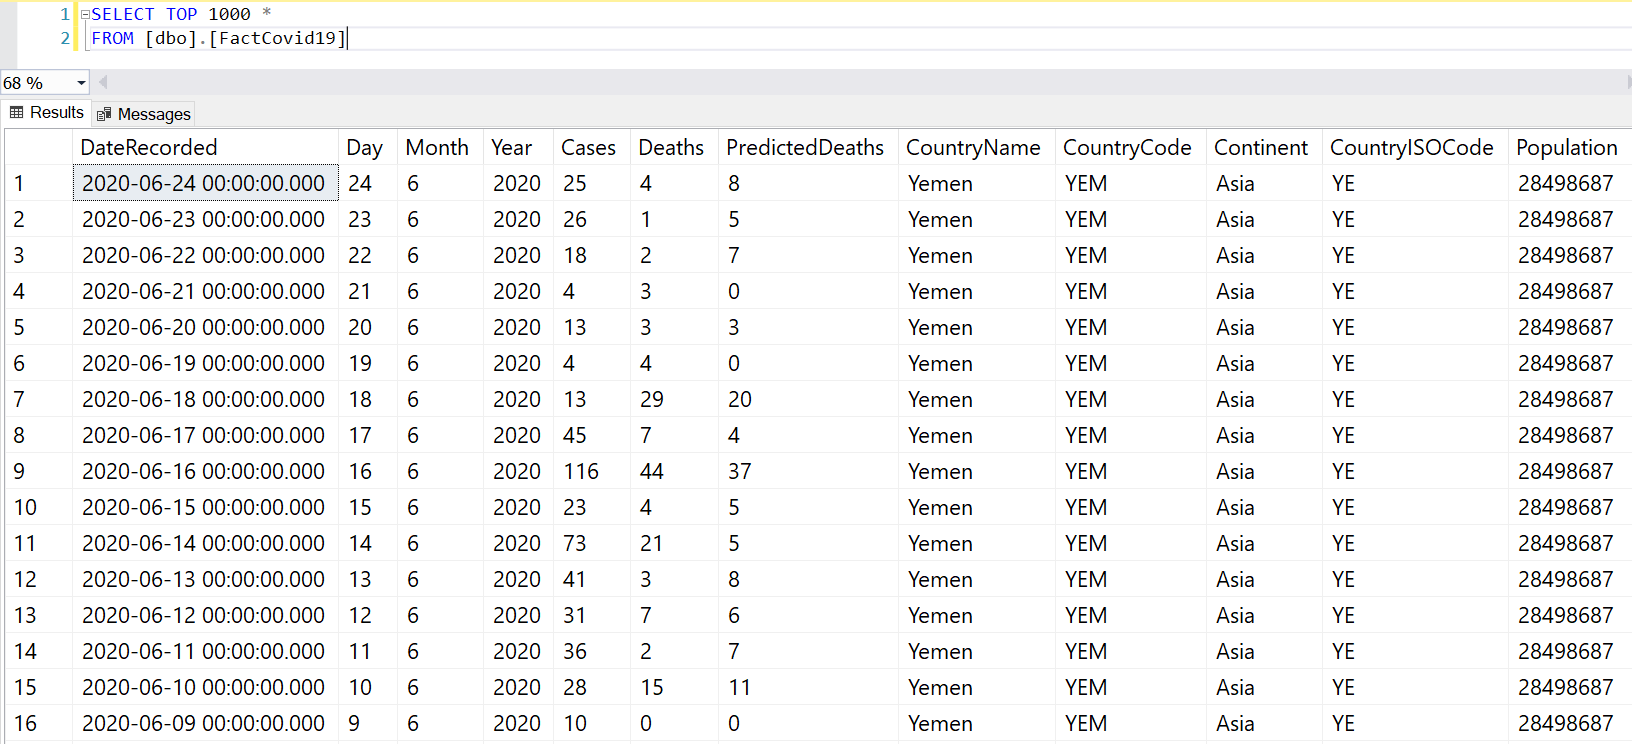 1 SELECT TOP 1000 *
2 FROM [dbo].[FactCovid19]
68 %
Results Messages
DateRecorded Day Month Year Cases Deaths PredictedDeaths CountryName CountryCode Continent CountryISOCode Population
1 2020-06-24 00:00:00.000 24 6 2020 25 4 8 Yemen YEM Asia YE 28498687
2 2020-06-23 00:00:00.000 23 6 2020 26 1 5 Yemen YEM Asia YE 28498687
3 2020-06-22 00:00:00.000 22 6 2020 18 2 7 Yemen YEM Asia YE 28498687
4 2020-06-21 00:00:00.000 21 6 2020 4 3 0 Yemen YEM Asia YE 28498687
5 2020-06-20 00:00:00.000 20 6 2020 13 3 3 Yemen YEM Asia YE 28498687
6 2020-06-19 00:00:00.000 19 6 2020 4 4 0 Yemen YEM Asia YE 28498687
7 2020-06-18 00:00:00.000 18 6 2020 13 29 20 Yemen YEM Asia YE 28498687
8 2020-06-17 00:00:00.000 17 6 2020 45 7 4 Yemen YEM Asia YE 28498687
9 2020-06-16 00:00:00.000 16 6 2020 116 44 37 Yemen YEM Asia YE 28498687
10 2020-06-15 00:00:00.000 15 6 2020 23 4 5 Yemen YEM Asia YE 28498687
11 2020-06-14 00:00:00.000 14 6 2020 73 21 5 Yemen YEM Asia YE 28498687
12 2020-06-13 00:00:00.000 13 6 2020 41 3 8 Yemen YEM Asia YE 28498687
13 2020-06-12 00:00:00.000 12 6 2020 31 7 6 Yemen YEM Asia YE 28498687
14 2020-06-11 00:00:00.000 11 6 2020 36 2 7 Yemen YEM Asia YE 28498687
15 2020-06-10 00:00:00.000 10 6 2020 28 15 11 Yemen YEM Asia YE 28498687
16 2020-06-09 00:00:00.000 9 6 2020 10 0 0 Yemen YEM Asia YE 28498687